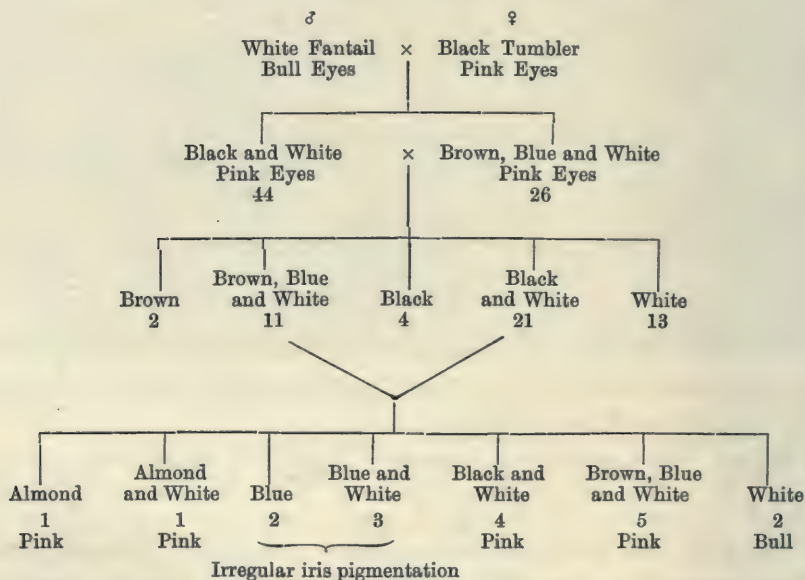 ♂ ♀
White Fantail × Black Tumbler
Bull Eyes Pink Eyes
Black and White × Brown, Blue and White
Pink Eyes Pink Eyes
44 26
Brown Brown, Blue and White Black Black and White White
2 11 4 21 13
Almond Almond and White Blue Blue and White Black and White Brown, Blue and White White
1 1 2 3 4 5 2
Pink Pink Pink Pink Bull
Irregular iris pigmentation